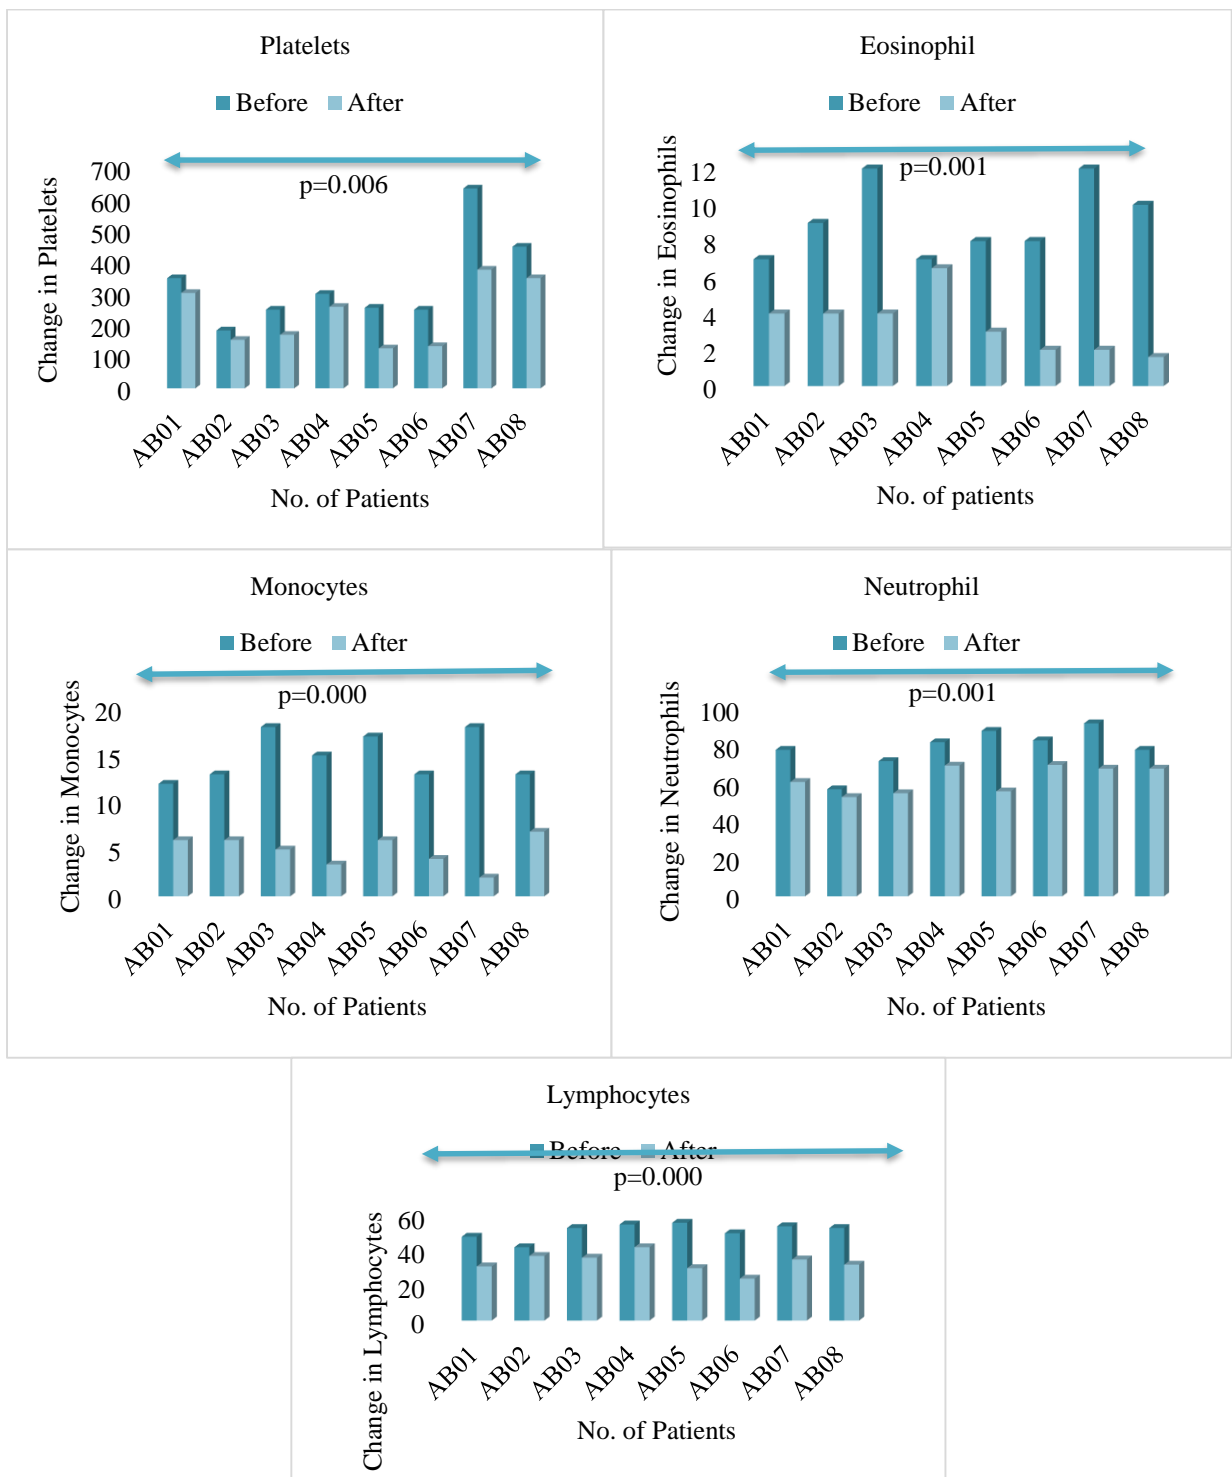 Platelets
Before After
700
600
500
400
300
200
100
0
p=0.006
Change in Platelets
AB01 AB02 AB03 AB04 AB05 AB06 AB07 AB08
No. of Patients
Eosinophil
Before After
12
10
8
6
4
2
0
p=0.001
Change in Eosinophils
AB01 AB02 AB03 AB04 AB05 AB06 AB07 AB08
No. of patients
Monocytes
Before After
p=0.000
20
15
10
5
0
Change in Monocytes
AB01 AB02 AB03 AB04 AB05 AB06 AB07 AB08
No. of Patients
Neutrophil
Before After
p=0.001
100
80
60
40
20
0
Change in Neutrophils
AB01 AB02 AB03 AB04 AB05 AB06 AB07 AB08
No. of Patients
Lymphocytes
Before After
p=0.000
60
40
20
0
Change in Lymphocytes
AB01 AB02 AB03 AB04 AB05 AB06 AB07 AB08
No. of Patients